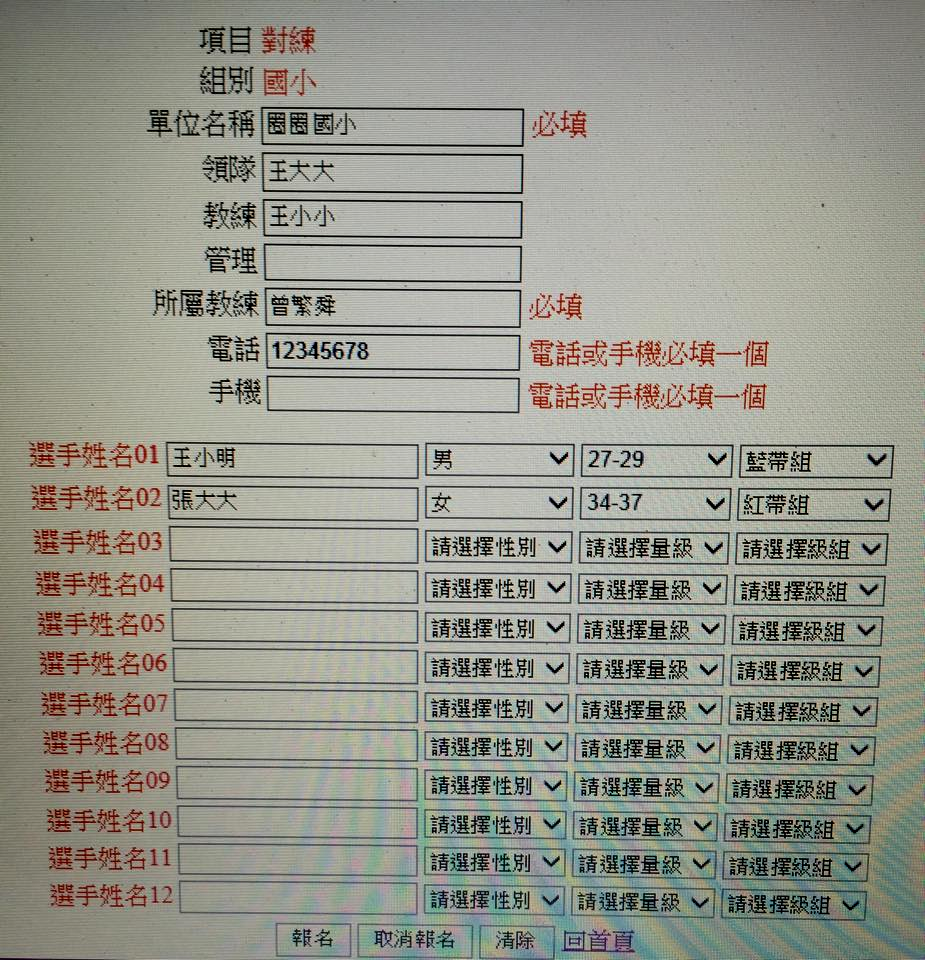 項目 對練
組別 國小
單位名稱 圈圈國小 必填
領隊 王大大
教練 王小小
管理
所屬教練 曾繁舜 必填
電話 12345678 電話或手機必填一個
手機 電話或手機必填一個
選手姓名01 王小明 男 27-29 藍帶組
選手姓名02 張大大 女 34-37 紅帶組
選手姓名03 請選擇性別 請選擇量級 請選擇級組
選手姓名04 請選擇性別 請選擇量級 請選擇級組
選手姓名05 請選擇性別 請選擇量級 請選擇級組
選手姓名06 請選擇性別 請選擇量級 請選擇級組
選手姓名07 請選擇性別 請選擇量級 請選擇級組
選手姓名08 請選擇性別 請選擇量級 請選擇級組
選手姓名09 請選擇性別 請選擇量級 請選擇級組
選手姓名10 請選擇性別 請選擇量級 請選擇級組
選手姓名11 請選擇性別 請選擇量級 請選擇級組
選手姓名12 請選擇性別 請選擇量級 請選擇級組
報名 取消報名 清除 回首頁